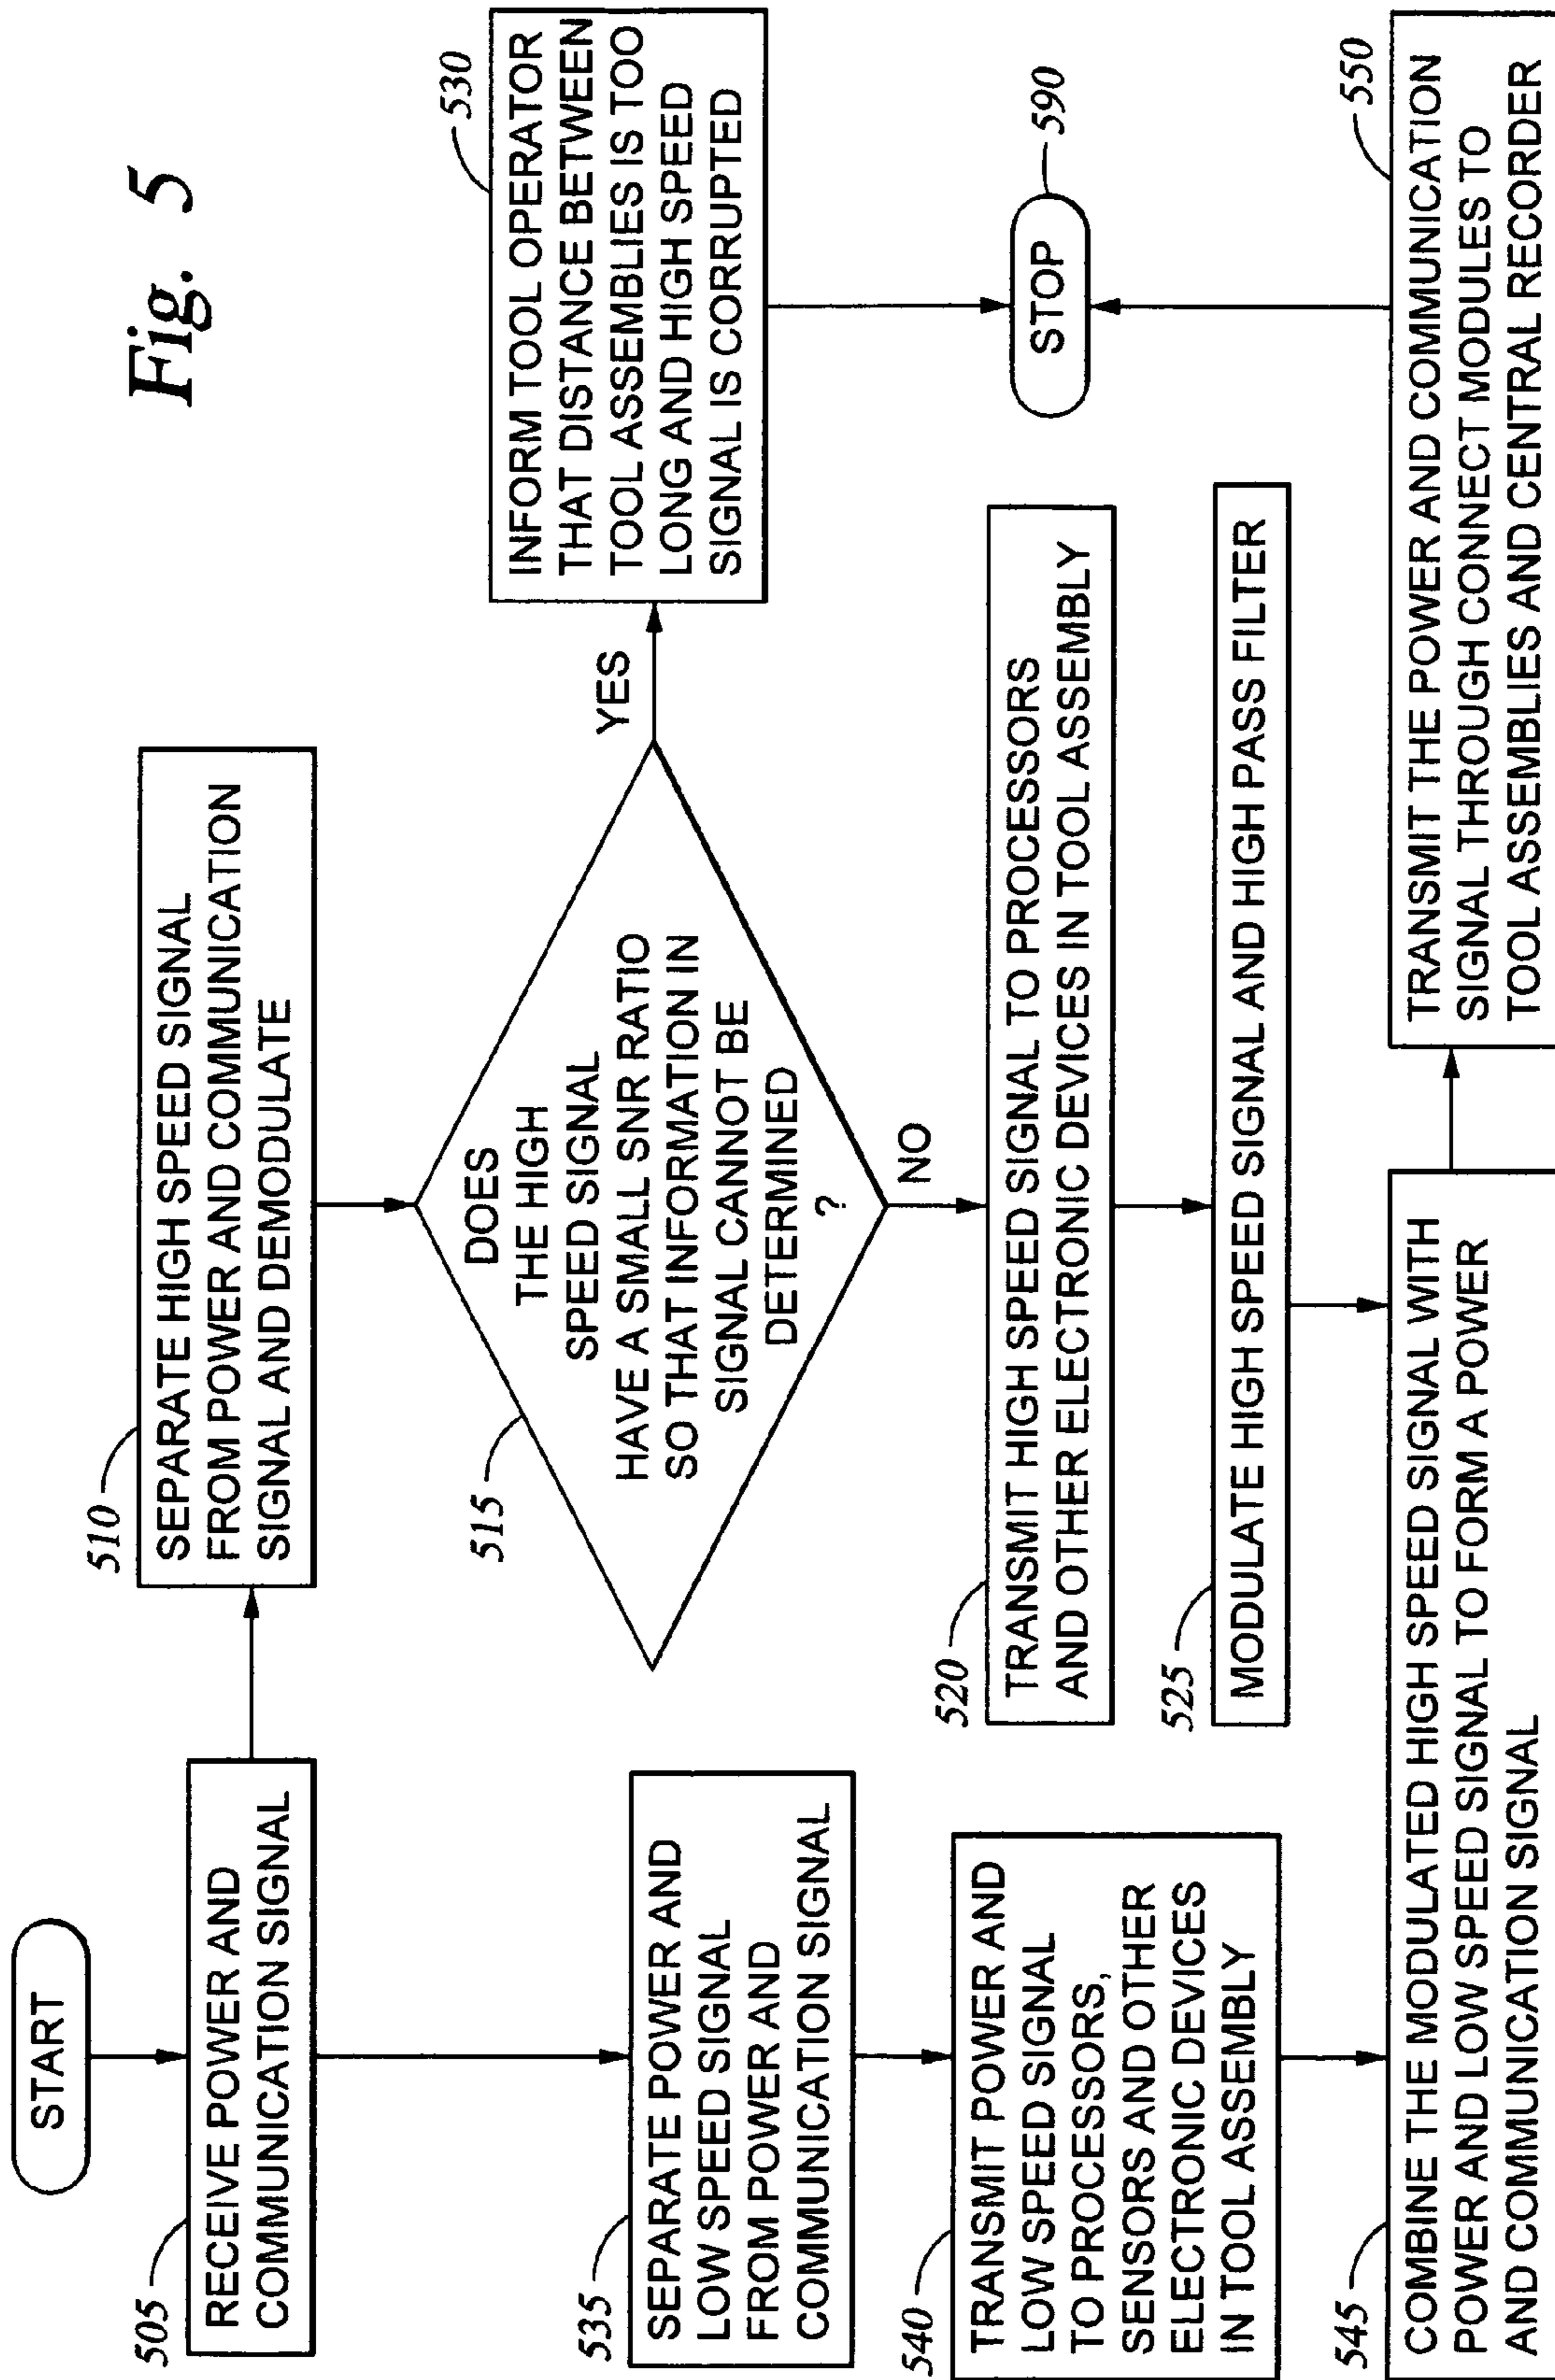 Fig. 5
START
505
RECEIVE POWER AND
COMMUNICATION SIGNAL
510
SEPARATE HIGH SPEED SIGNAL
FROM POWER AND COMMUNICATION
SIGNAL AND DEMODULATE
515
DOES
THE HIGH
SPEED SIGNAL
HAVE A SMALL SNR RATIO
SO THAT INFORMATION IN
SIGNAL CANNOT BE
DETERMINED
?
YES
NO
530
INFORM TOOL OPERATOR
THAT DISTANCE BETWEEN
TOOL ASSEMBLIES IS TOO
LONG AND HIGH SPEED
SIGNAL IS CORRUPTED
535
SEPARATE POWER AND
LOW SPEED SIGNAL
FROM POWER AND
COMMUNICATION SIGNAL
520
TRANSMIT HIGH SPEED SIGNAL TO PROCESSORS
AND OTHER ELECTRONIC DEVICES IN TOOL ASSEMBLY
590
STOP
540
TRANSMIT POWER AND
LOW SPEED SIGNAL
TO PROCESSORS,
SENSORS AND OTHER
ELECTRONIC DEVICES
IN TOOL ASSEMBLY
525
MODULATE HIGH SPEED SIGNAL AND HIGH PASS FILTER
545
COMBINE THE MODULATED HIGH SPEED SIGNAL WITH
POWER AND LOW SPEED SIGNAL TO FORM A POWER
AND COMMUNICATION SIGNAL
550
TRANSMIT THE POWER AND COMMUNICATION
SIGNAL THROUGH CONNECT MODULES TO
TOOL ASSEMBLIES AND CENTRAL RECORDER